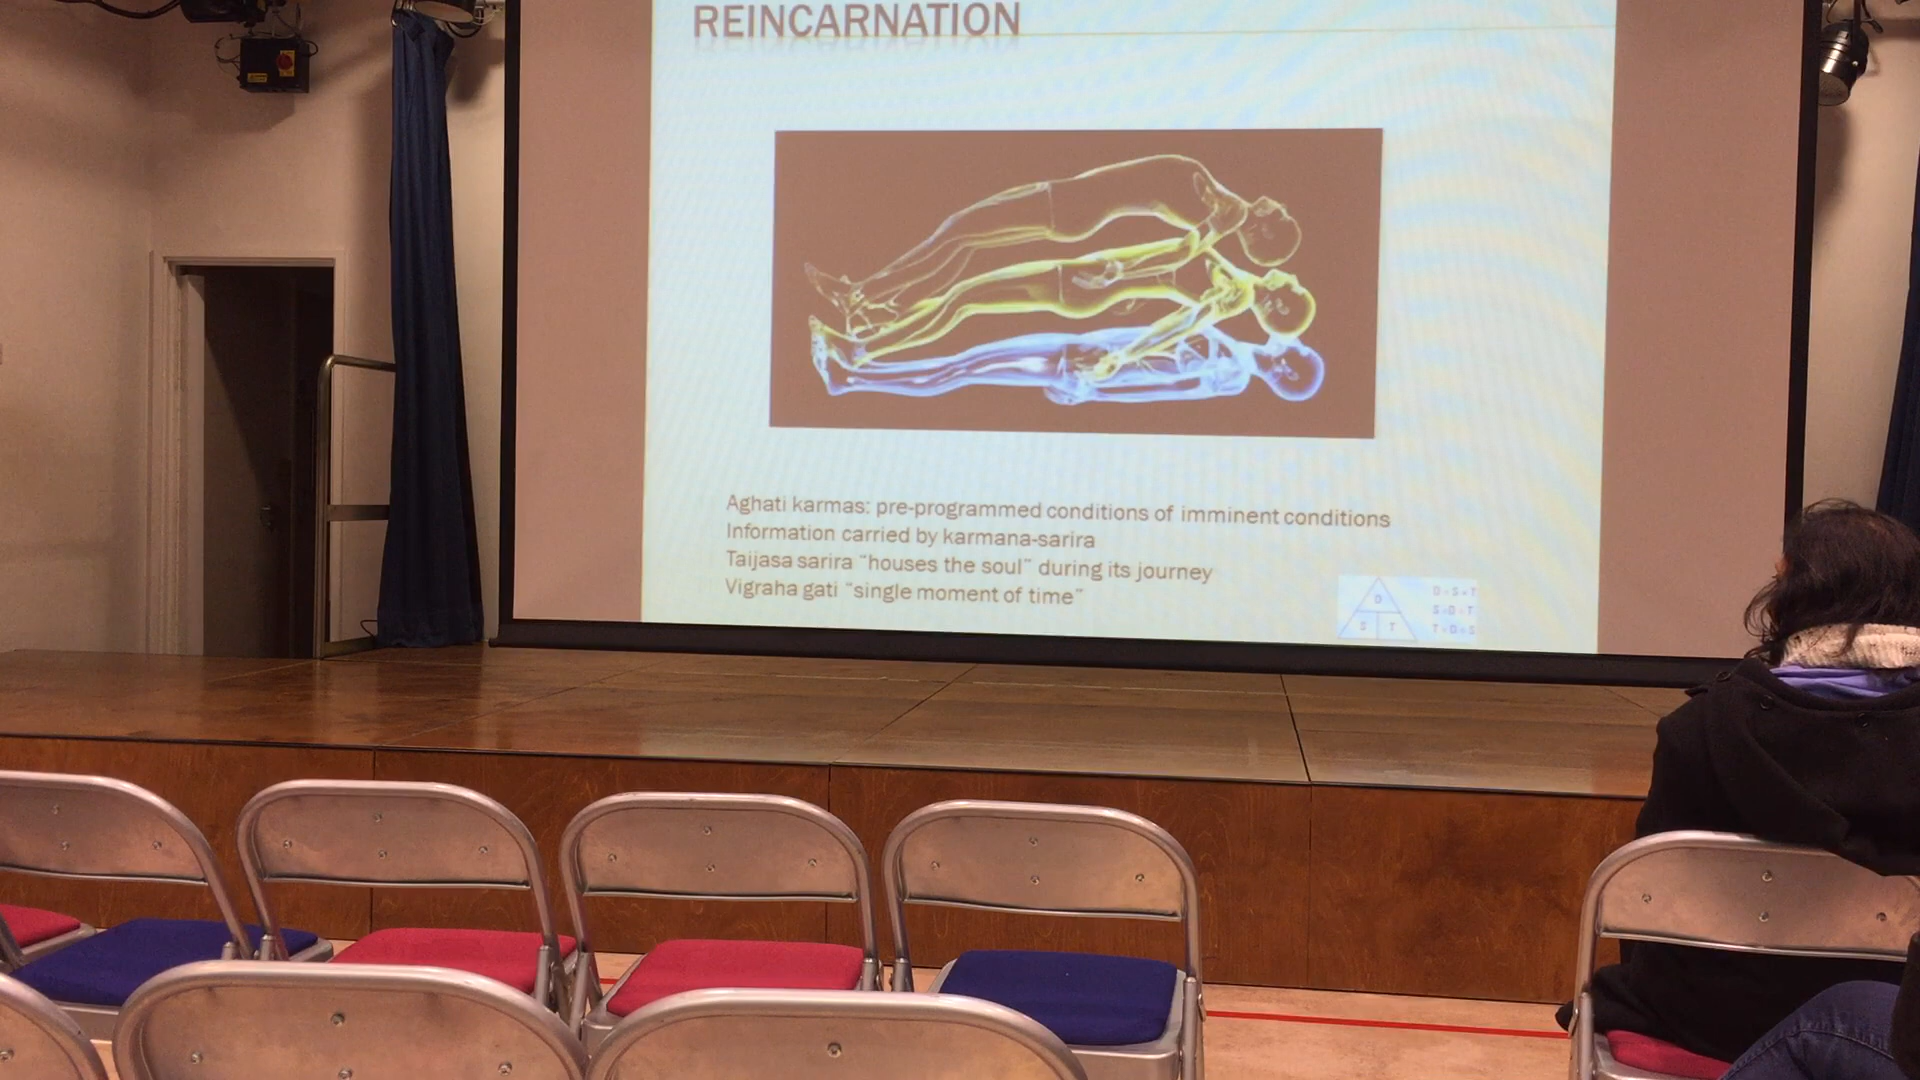 REINCARNATION
Aghati karmas: pre-programmed conditions of imminent conditions
Information carried by karmana-sarira
Taijasa sarira “houses the soul” during its journey
Vigraha gati “single moment of time”
D
S T